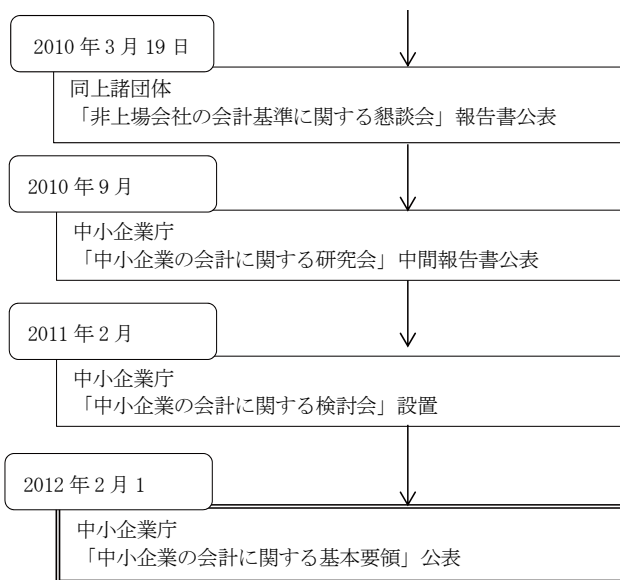 2010 年 3 月 19 日
同上諸団体
「非上場会社の会計基準に関する懇談会」報告書公表
2010 年 9 月
中小企業庁
「中小企業の会計に関する研究会」中間報告書公表
2011 年 2 月
中小企業庁
「中小企業の会計に関する検討会」設置
2012 年 2 月 1
中小企業庁
「中小企業の会計に関する基本要領」公表